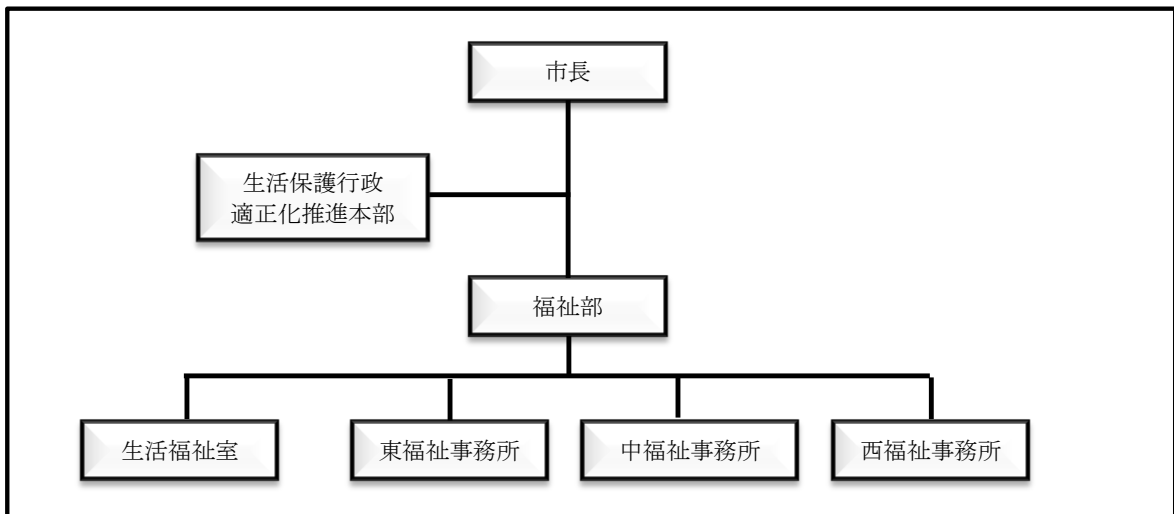 市長
生活保護行政
適正化推進本部
福祉部
生活福祉室
東福祉事務所
中福祉事務所
西福祉事務所